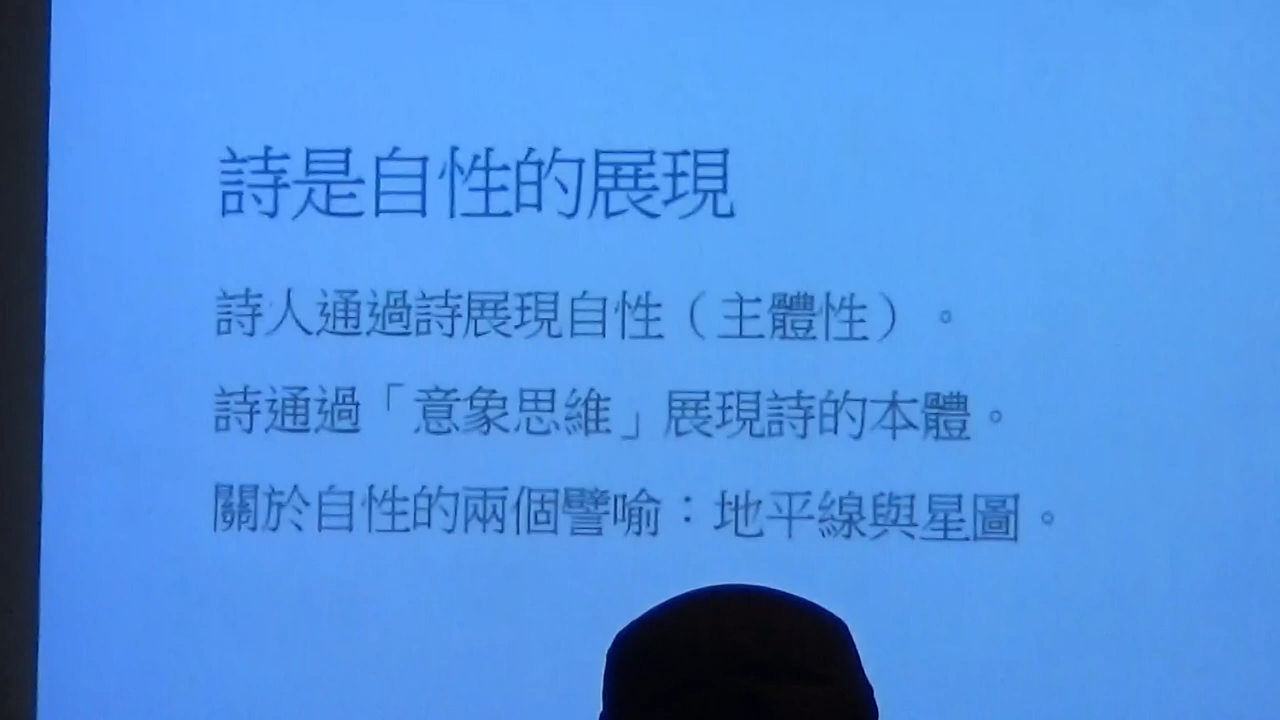 詩是自性的展現
詩人通過詩展現自性（主體性）。
詩通過「意象思維」展現詩的本體。
關於自性的兩個譬喻：地平線與星圖。